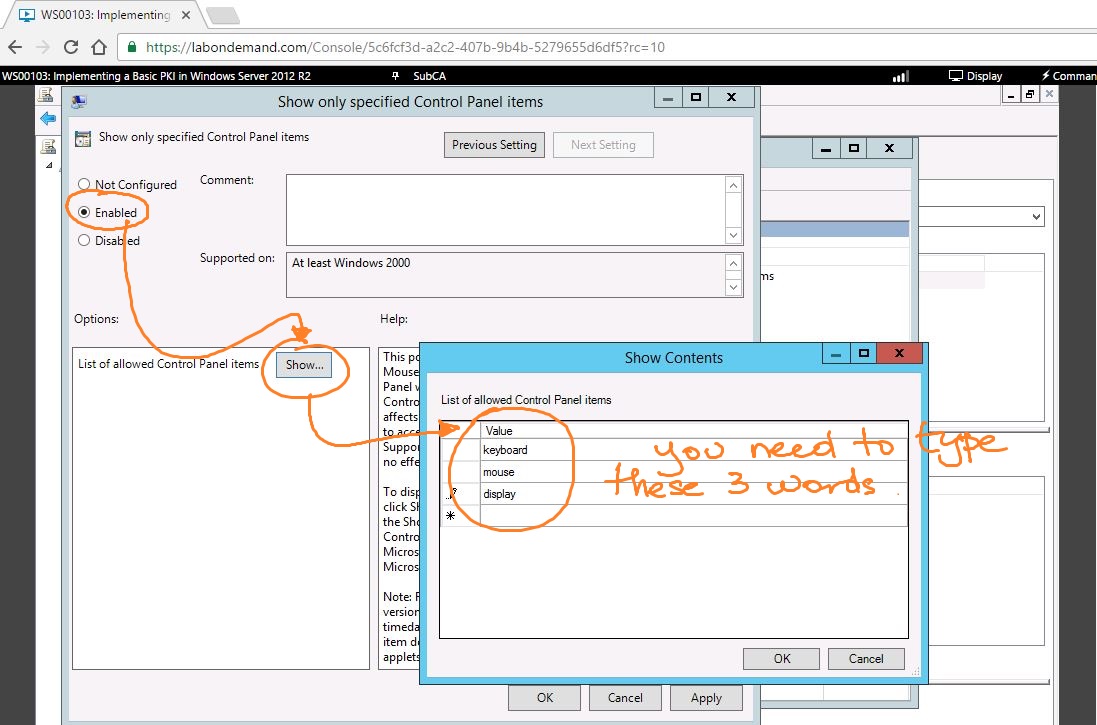 WS00103: Implementing
https://labondemand.com/Console/5c6fcf3d-a2c2-407b-9b4b-5279655d6df5?rc=10
WS00103: Implementing a Basic PKI in Windows Server 2012 R2
SubCA
Display
Comman
Show only specified Control Panel items
Show only specified Control Panel items
Previous Setting
Next Setting
Not Configured
Comment:
Enabled
Disabled
Supported on:
At least Windows 2000
ms
Options:
Help:
List of allowed Control Panel items
Show...
This po
Mouse
Panel w
Contro
affects
to acce
Suppo
no effe
To disp
click Sh
the Sho
Contro
Micros
Micros
Note: F
version
timeda
item do
applets
Show Contents
List of allowed Control Panel items
Value
keyboard
mouse
display
you need to type
these 3 words
OK
Cancel
OK
Cancel
Apply